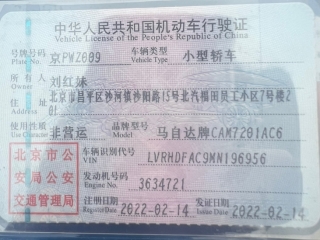 中华人民共和国机动车行驶证
Vehicle License of the People's Republic of China
号牌号码 京PWZ009 车辆类型 小型轿车
Plate No. Vehicle Type
所有人 刘红妹
Owner
住址 北京市昌平区沙河镇沙阳路15号北汽福田员工小区7号楼2
Address
使用性质 非营运 品牌型号 马自达牌CAM7201AC6
Use Character Model
北京市公 车辆识别代号 LVRHDFAC9MN196956
VIN
安局公安 发动机号码 3634721
Engine No.
交通管理局 注册日期 2022-02-14 发证日期 2022-02-14
Register Date Issue Date